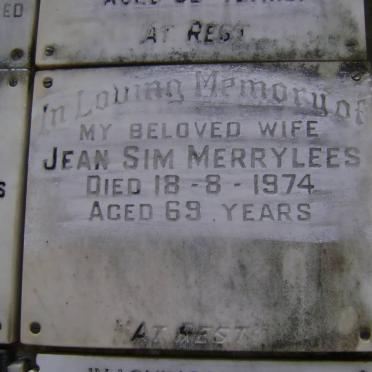 AT REST
In Loving Memory of
MY BELOVED WIFE
JEAN SIM MERRYLEES
DIED 18-8-1974
AGED 69 YEARS
AT REST